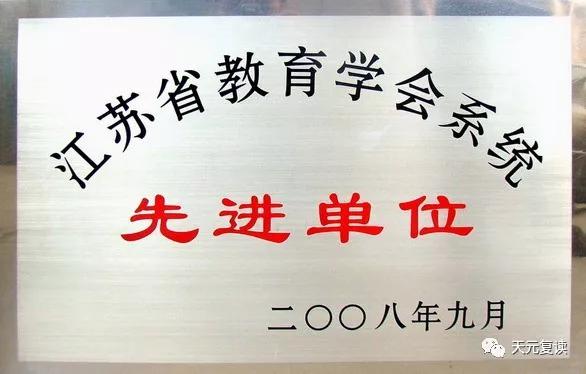 江苏省教育学会系统
先进单位
二〇〇八年九月
天元复读